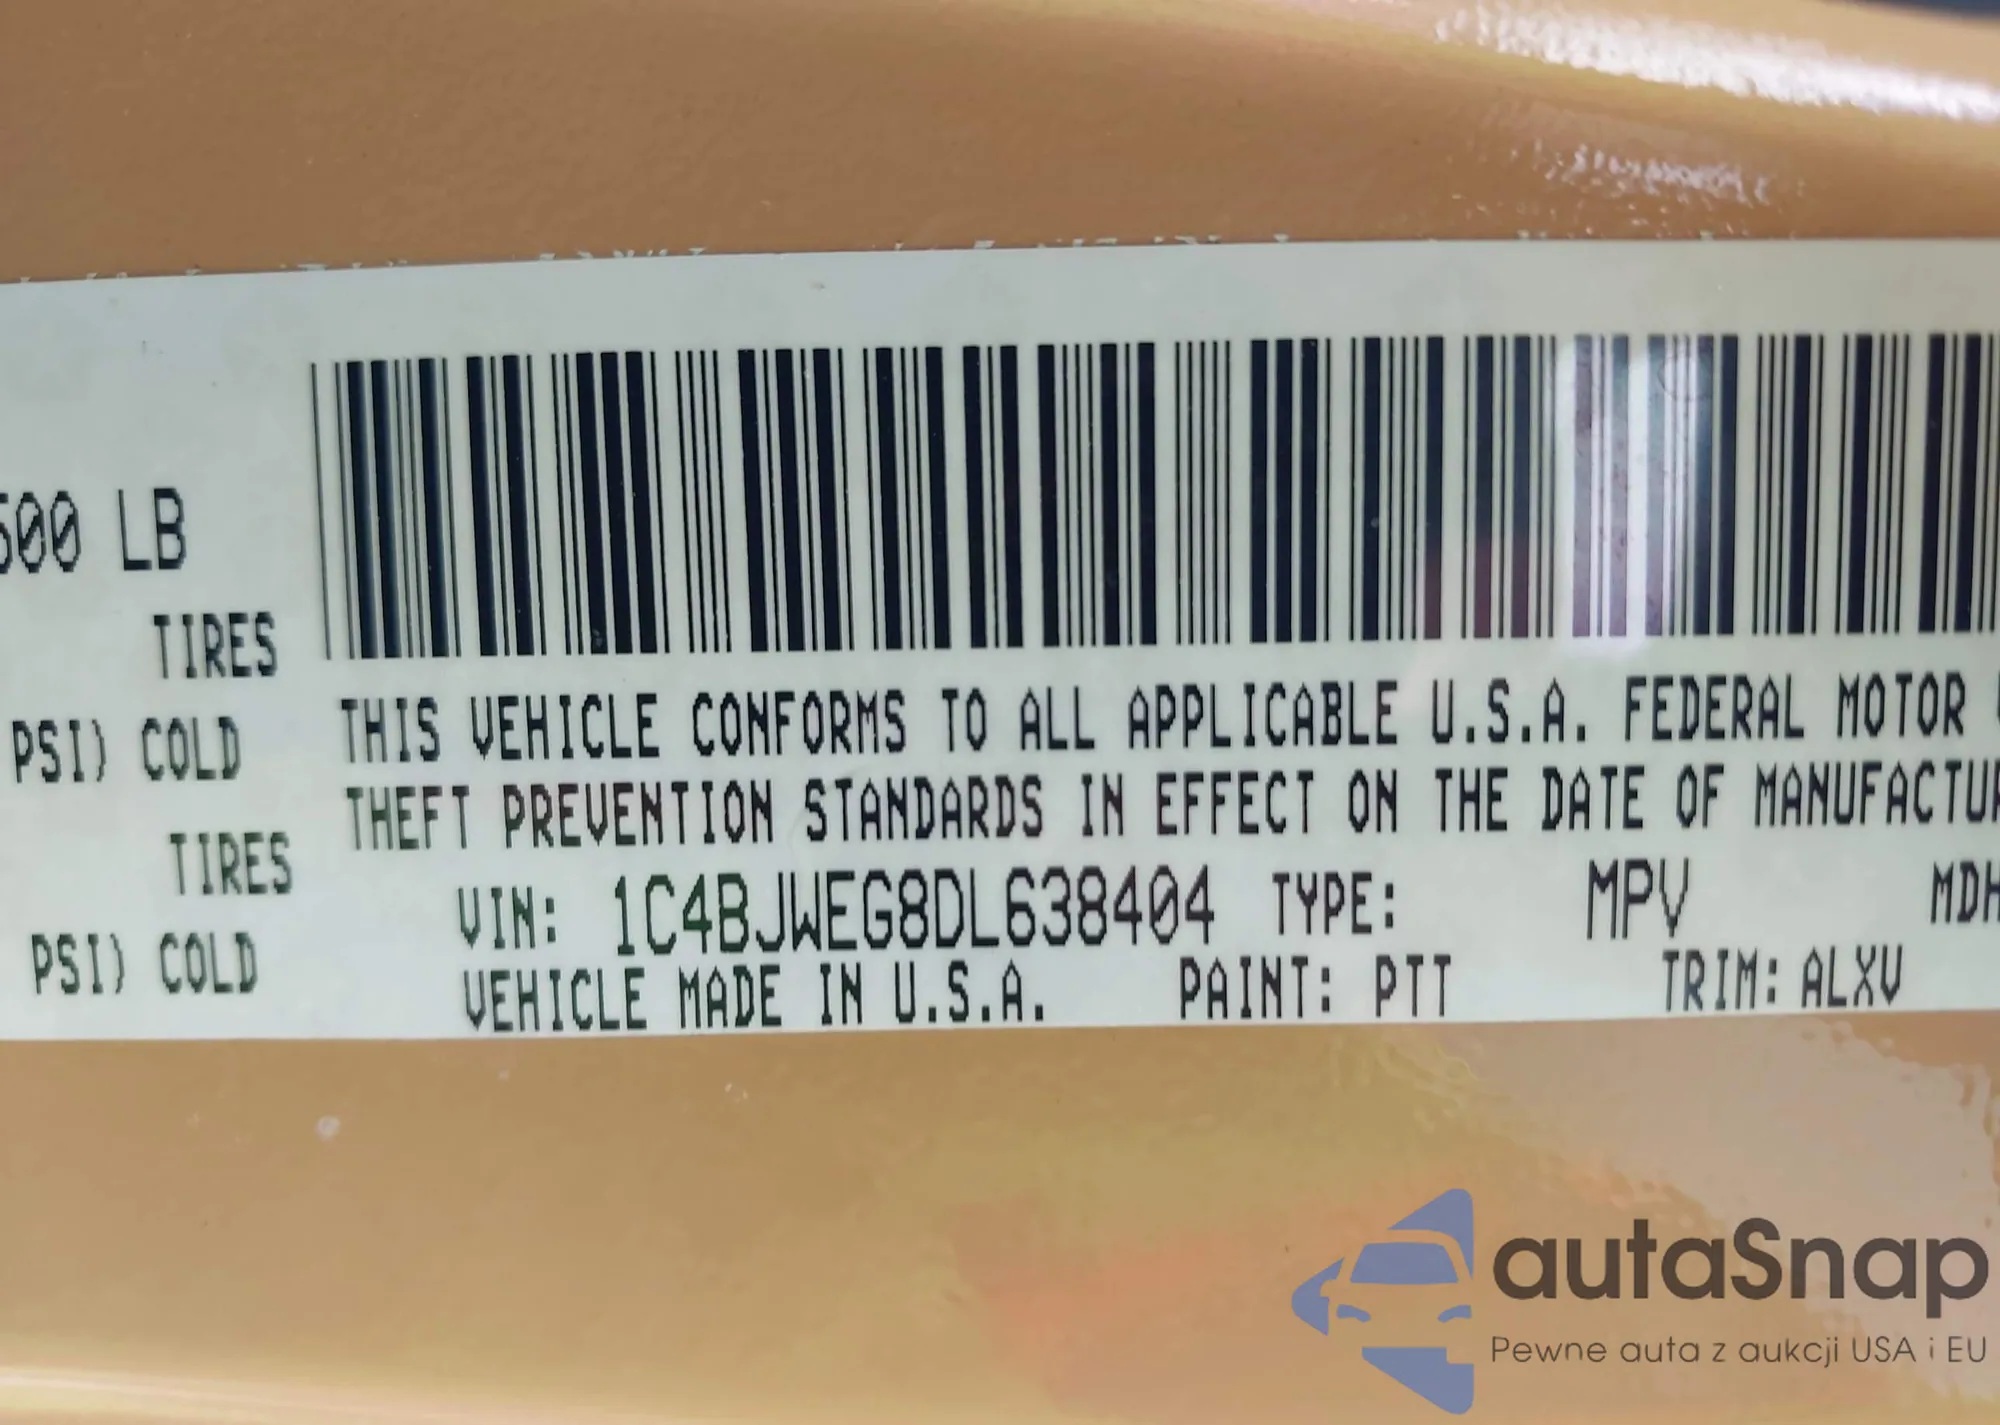 500 LB
TIRES
PSI) COLD
TIRES
PSI) COLD
THIS VEHICLE CONFORMS TO ALL APPLICABLE U.S.A. FEDERAL MOTOR
THEFT PREVENTION STANDARDS IN EFFECT ON THE DATE OF MANUFACTUR
VIN: 1C4BJWEG8DL638404 TYPE: MPV MDH
VEHICLE MADE IN U.S.A. PAINT: PTT TRIM: ALXV
autaSnap
Pewne auta z aukcji USA i EU